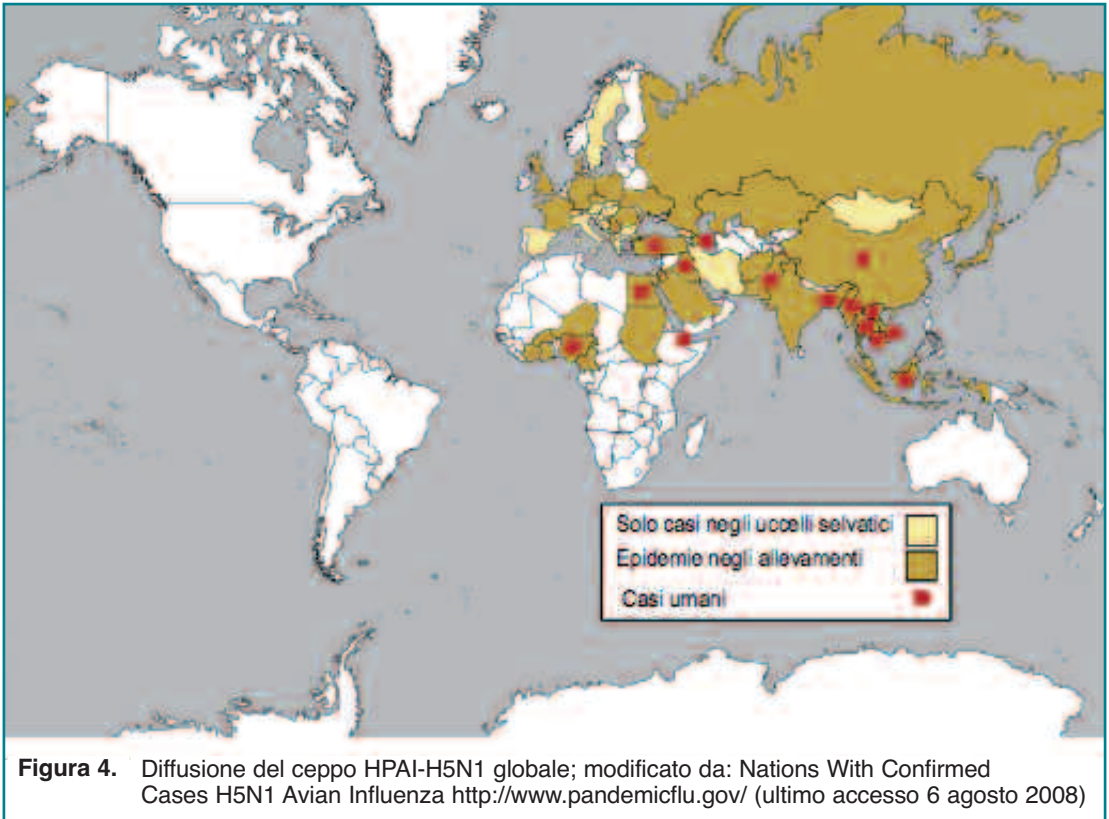 Solo casi negli uccelli selvatici
Epidemie negli allevamenti
Casi umani
Figura 4. Diffusione del ceppo HPAI-H5N1 globale; modificato da: Nations With Confirmed
Cases H5N1 Avian Influenza http://www.pandemicflu.gov/ (ultimo accesso 6 agosto 2008)